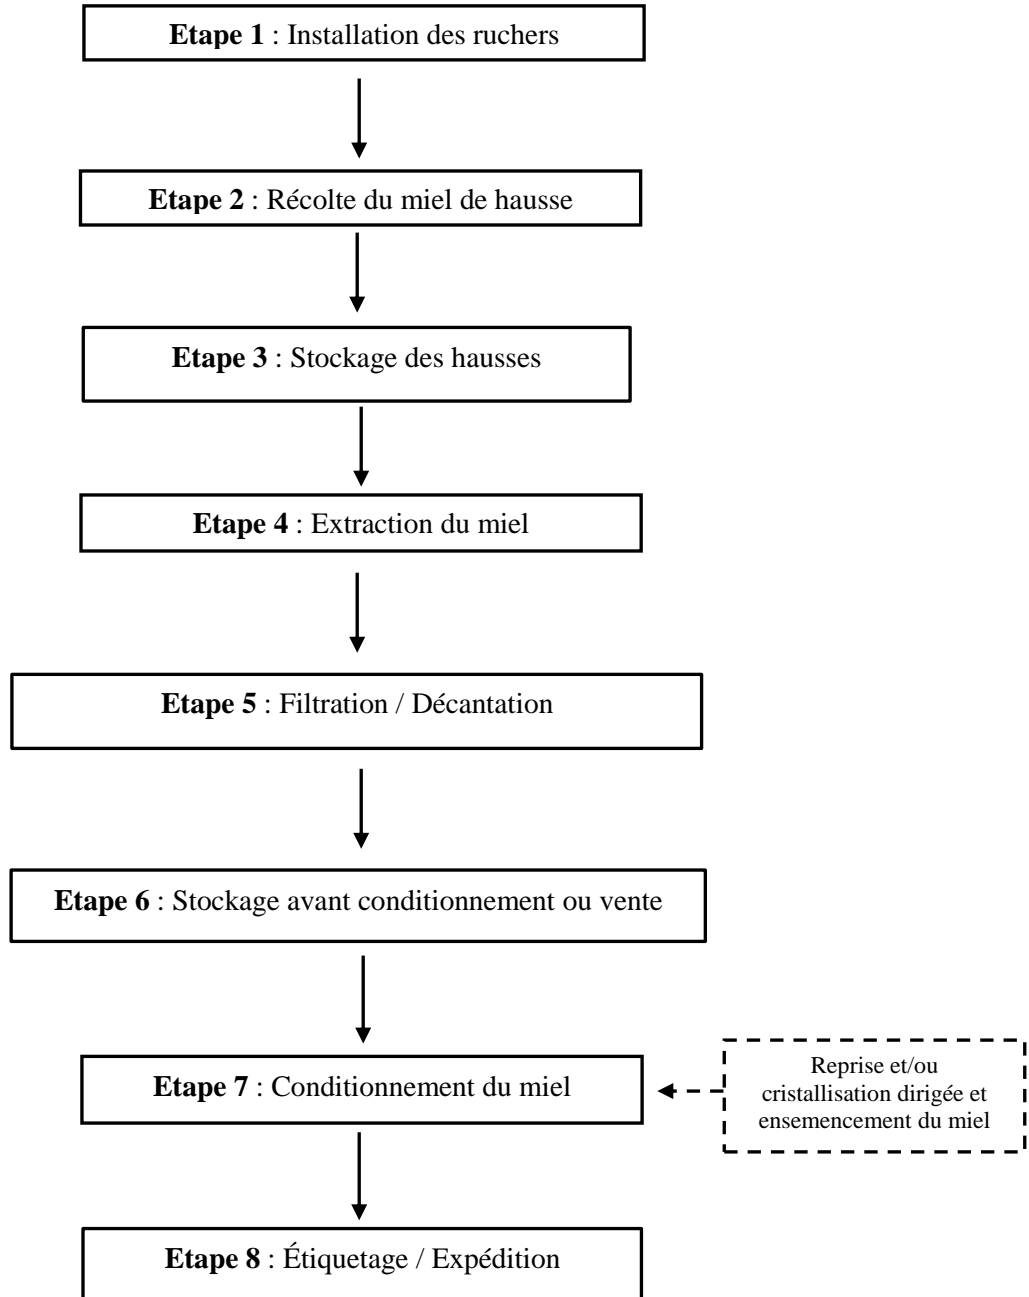 Etape 1 : Installation des ruchers
Etape 2 : Récolte du miel de hausse
Etape 3 : Stockage des hausses
Etape 4 : Extraction du miel
Etape 5 : Filtration / Décantation
Etape 6 : Stockage avant conditionnement ou vente
Etape 7 : Conditionnement du miel
Reprise et/ou
cristallisation dirigée et
ensemencement du miel
Etape 8 : Étiquetage / Expédition